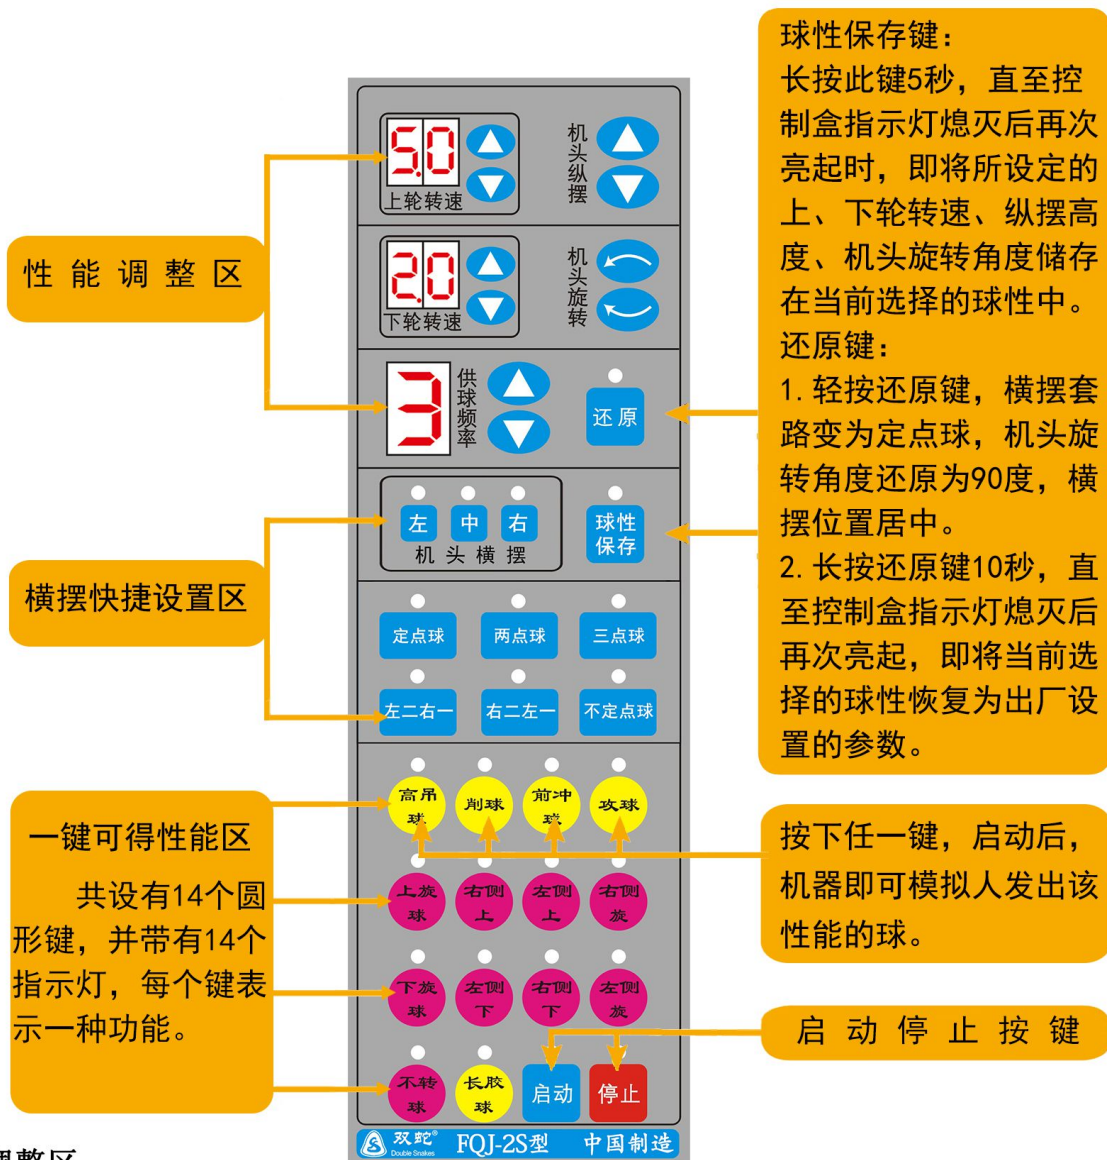 球性保存键:
长按此键5秒，直至控
制盒指示灯熄灭后再次
亮起时，即将所设定的
上、下轮转速、纵摆高
度、机头旋转角度储存
在当前选择的球性中。
还原键:
1. 轻按还原键，横摆套
路变为定点球，机头旋
转角度还原为90度，横
摆位置居中。
2. 长按还原键10秒，直
至控制盒指示灯熄灭后
再次亮起，即将当前选
择的球性恢复为出厂设
置的参数。
5.0
上轮转速
机头纵摆
性能调整区
2.0
下轮转速
机头旋转
3
供球频率
还原
左 中 右
机头横摆
球性
保存
横摆快捷设置区
定点球 两点球 三点球
左二右一 右二左一 不定点球
一键可得性能区
共设有14个圆
形键，并带有14个
指示灯，每个键表
示一种功能。
高吊
球
削球
前冲
球
攻球
按下任一键，启动后，
机器即可模拟人发出该
性能的球。
上旋
球
右侧
上
左侧
上
右侧
旋
下旋
球
左侧
下
右侧
下
左侧
旋
启动停止按键
不转
球
长胶
球
启动
停止
双蛇®
Double Snakes
FQJ-2S型 中国制造
调整区